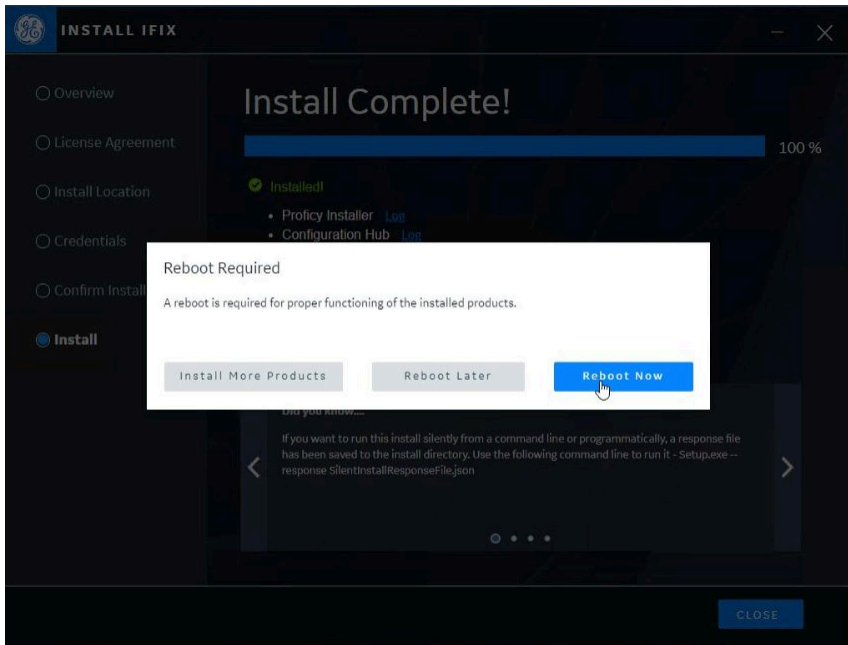 INSTALL IFIX
Overview
License Agreement
Install Location
Credentials
Confirm Install
Install
Install Complete!
100 %
Installed!
• Proficy Installer Log
• Configuration Hub Log
Reboot Required
A reboot is required for proper functioning of the installed products.
Install More Products
Reboot Later
Reboot Now
Did you know....
If you want to run this install silently from a command line or programmatically, a response file
has been saved to the install directory. Use the following command line to run it - Setup.exe --
response SilentInstallResponseFile.json
CLOSE